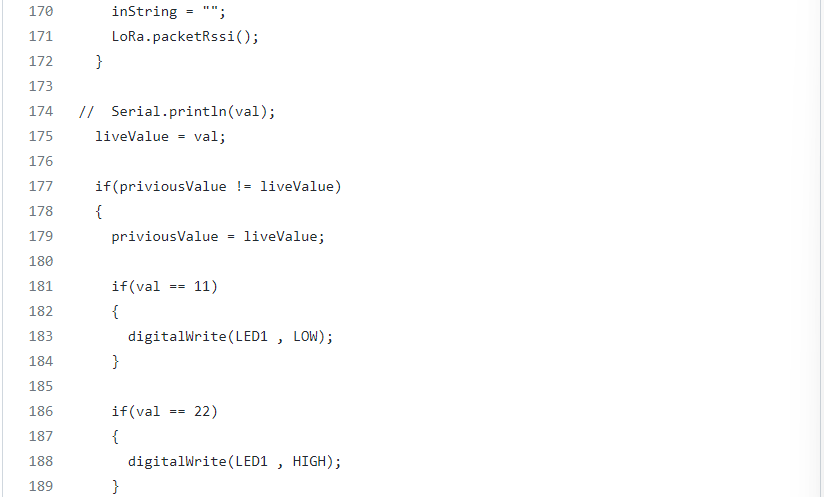 170       inString = "";
171       LoRa.packetRssi();
172     }
173
174   //  Serial.println(val);
175     liveValue = val;
176
177     if(priviousValue != liveValue)
178     {
179       priviousValue = liveValue;
180
181       if(val == 11)
182       {
183         digitalWrite(LED1 , LOW);
184       }
185
186       if(val == 22)
187       {
188         digitalWrite(LED1 , HIGH);
189       }